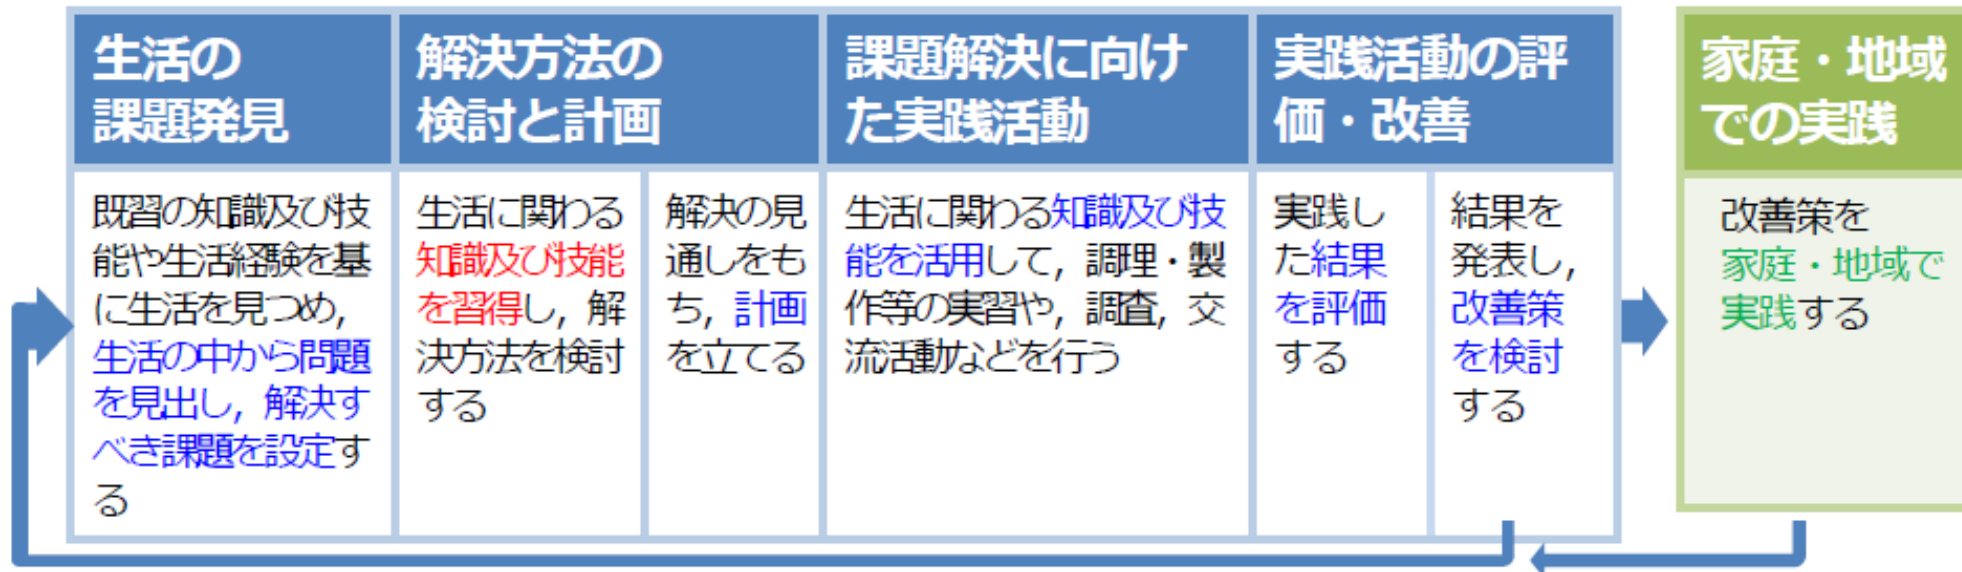 生活の
課題発見
解決方法の
検討と計画
課題解決に向け
た実践活動
実践活動の評
価・改善
家庭・地域
での実践
既習の知識及び技
能や生活経験を基
に生活を見つめ,
生活の中から問題
を見出し, 解決す
べき課題を設定す
る
生活に関わる
知識及び技能
を習得し, 解
決方法を検討
する
解決の見
通しをも
ち, 計画
を立てる
生活に関わる知識及び技
能を活用して, 調理・製
作等の実習や, 調査, 交
流活動などを行う
実践し
た結果
を評価
する
結果を
発表し,
改善策
を検討
する
改善策を
家庭・地域で
実践する